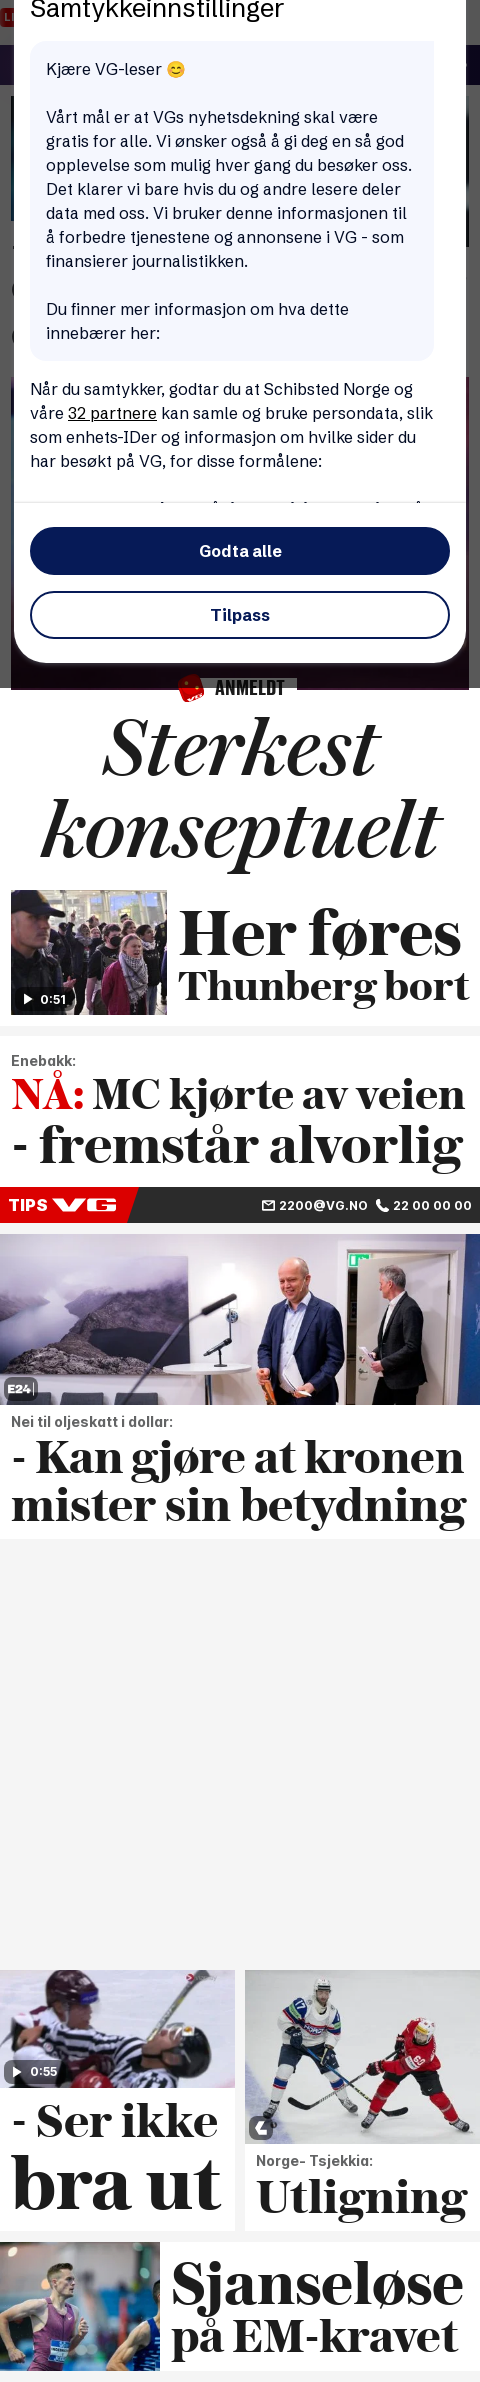 Samtykkeinnstillinger
Kjære VG-leser 😊
Vårt mål er at VGs nyhetsdekning skal være
gratis for alle. Vi ønsker også å gi deg en så god
opplevelse som mulig hver gang du besøker oss.
Det klarer vi bare hvis du og andre lesere deler
data med oss. Vi bruker denne informasjonen til
å forbedre tjenestene og annonsene i VG - som
finansierer journalistikken.
Du finner mer informasjon om hva dette
innebærer her:
Når du samtykker, godtar du at Schibsted Norge og
våre 32 partnere kan samle og bruke persondata, slik
som enhets-IDer og informasjon om hvilke sider du
har besøkt på VG, for disse formålene:
Godta alle
Tilpass
ANMELDT
Sterkest
konseptuelt
0:51
Her føres
Thunberg bort
Enebakk:
NÅ: MC kjørte av veien
- fremstår alvorlig
TIPS VG 2200@VG.NO 22 00 00 00
E24
Nei til oljeskatt i dollar:
- Kan gjøre at kronen
mister sin betydning
0:55
- Ser ikke
bra ut
Norge- Tsjekkia:
Utligning
Sjanseløse
på EM-kravet